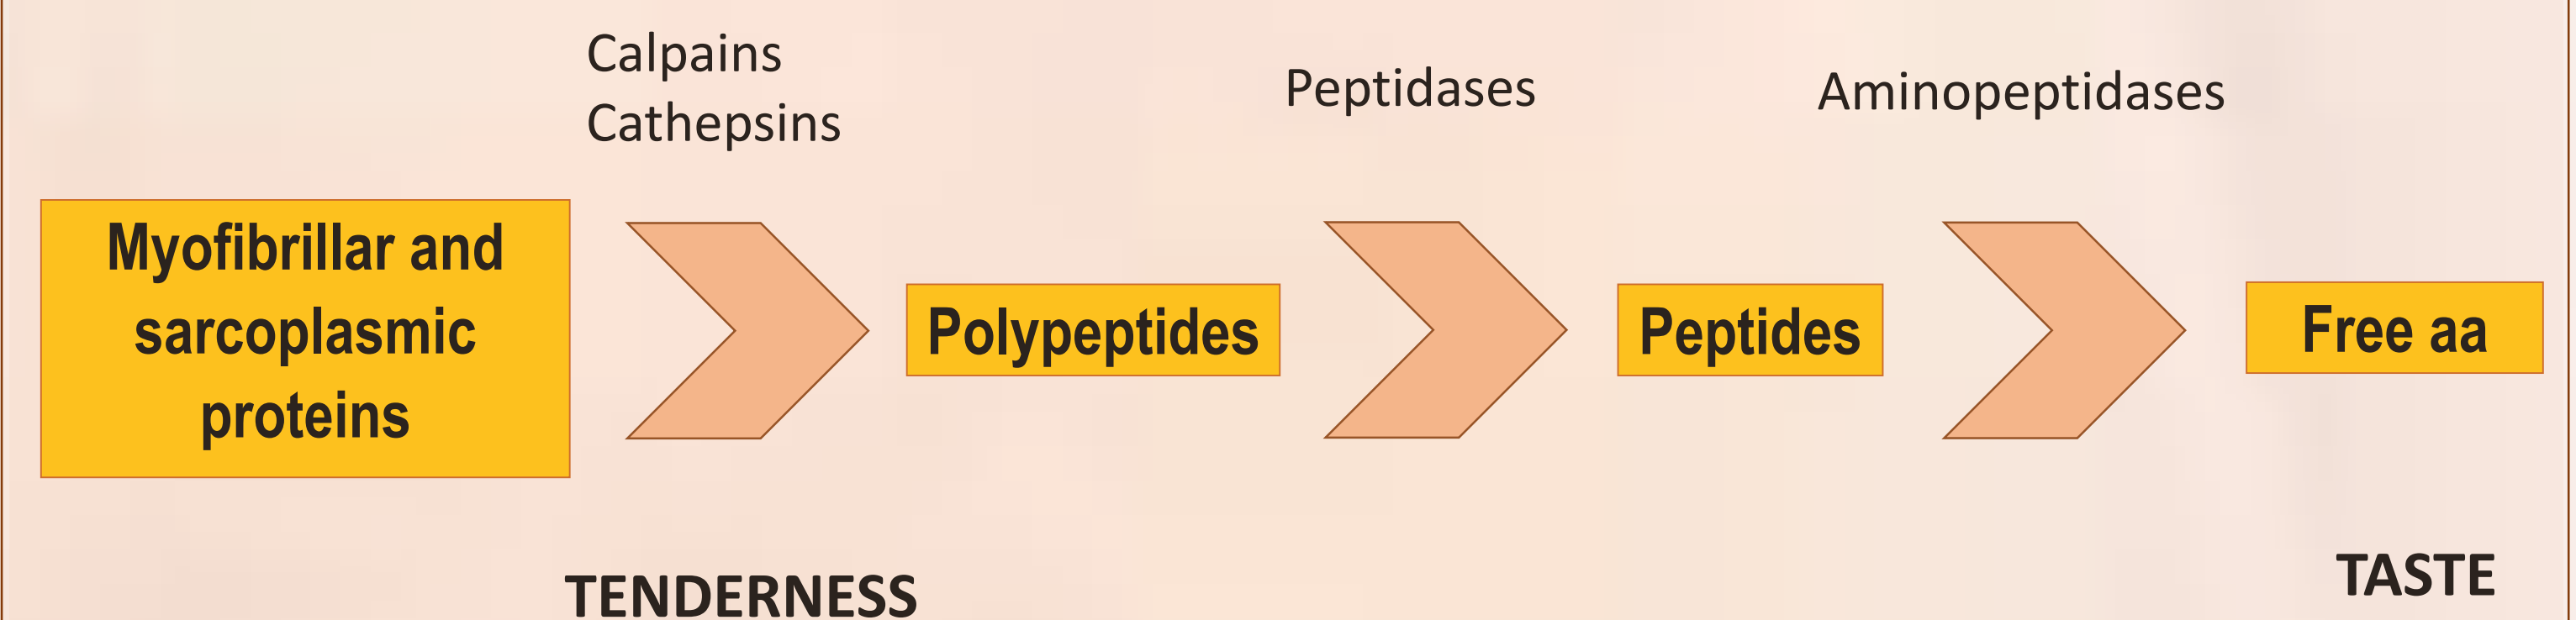 Calpains
Cathepsins
Peptidases
Aminopeptidases
Myofibrillar and
sarcoplasmic
proteins
Polypeptides
Peptides
Free aa
TENDERNESS
TASTE